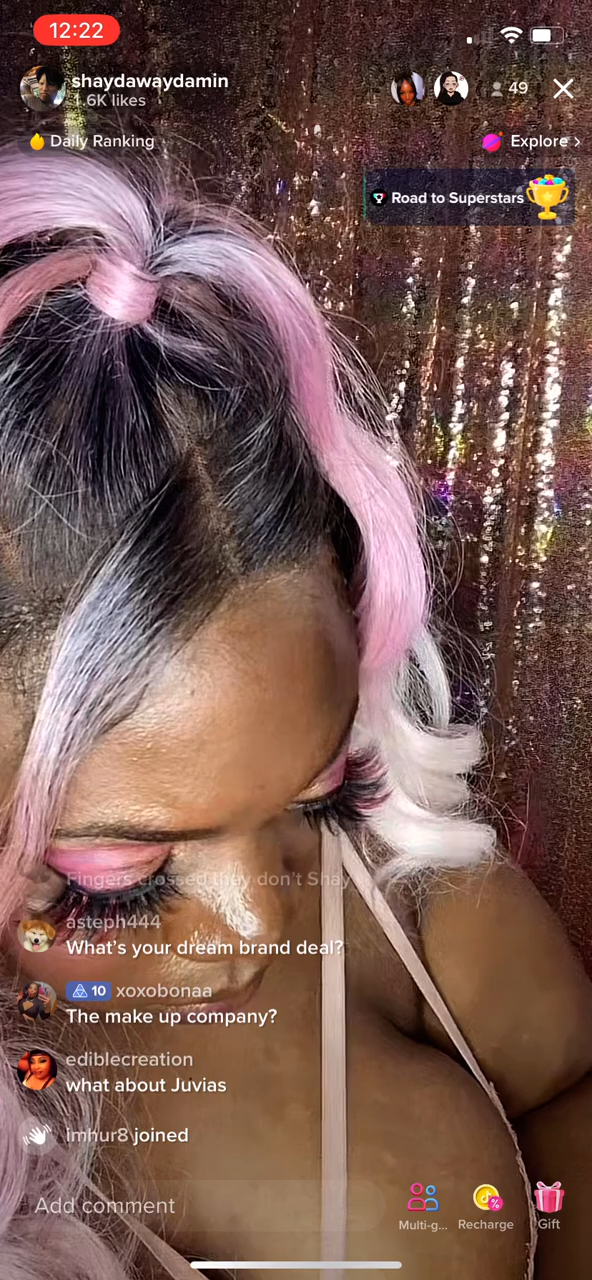 12:22
shaydawaydamin
1.6K likes
49
Daily Ranking
Explore >
Road to Superstars
Fingers crossed they don't Shay
asteph444
What's your dream brand deal?
10 xoxobonaa
The make up company?
ediblecreation
what about Juvias
imhur8 joined
Add comment
Multi-g...
Recharge
Gift